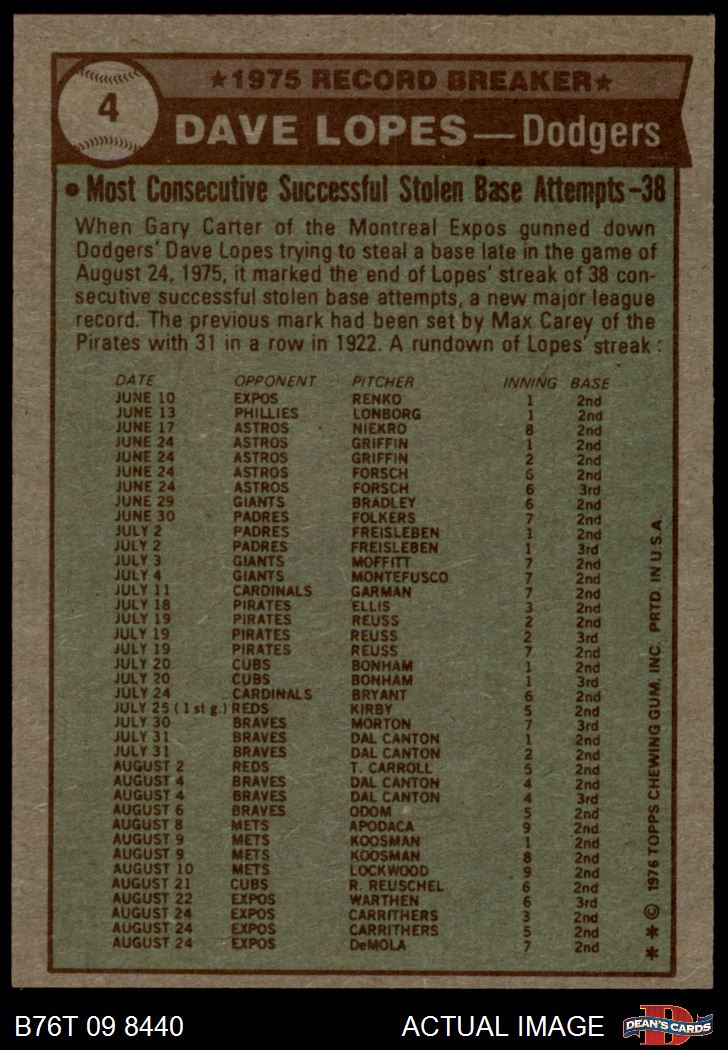 4
★1975 RECORD BREAKER★
DAVE LOPES—Dodgers
• Most Consecutive Successful Stolen Base Attempts-38
When Gary Carter of the Montreal Expos gunned down
Dodgers' Dave Lopes trying to steal a base late in the game of
August 24, 1975, it marked the end of Lopes' streak of 38 con-
secutive successful stolen base attempts, a new major league
record. The previous mark had been set by Max Carey of the
Pirates with 31 in a row in 1922. A rundown of Lopes' streak :
DATE OPPONENT PITCHER INNING BASE
JUNE 10 EXPOS RENKO 1 2nd
JUNE 13 PHILLIES LONBORG 1 2nd
JUNE 17 ASTROS NIEKRO 8 2nd
JUNE 24 ASTROS GRIFFIN 1 2nd
JUNE 24 ASTROS GRIFFIN 2 2nd
JUNE 24 ASTROS FORSCH 6 2nd
JUNE 24 ASTROS FORSCH 6 3rd
JUNE 29 GIANTS BRADLEY 6 2nd
JUNE 30 PADRES FOLKERS 7 2nd
JULY 2 PADRES FREISLEBEN 1 2nd
JULY 2 PADRES FREISLEBEN 1 3rd
JULY 3 GIANTS MOFFITT 7 2nd
JULY 4 GIANTS MONTEFUSCO 7 2nd
JULY 11 CARDINALS GARMAN 7 2nd
JULY 18 PIRATES ELLIS 3 2nd
JULY 19 PIRATES REUSS 2 2nd
JULY 19 PIRATES REUSS 2 3rd
JULY 19 PIRATES REUSS 7 2nd
JULY 20 CUBS BONHAM 1 2nd
JULY 20 CUBS BONHAM 1 3rd
JULY 24 CARDINALS BRYANT 6 2nd
JULY 25 (1st g.) REDS KIRBY 5 2nd
JULY 30 BRAVES MORTON 7 3rd
JULY 31 BRAVES DAL CANTON 1 2nd
JULY 31 BRAVES DAL CANTON 2 2nd
AUGUST 2 REDS T. CARROLL 5 2nd
AUGUST 4 BRAVES DAL CANTON 4 2nd
AUGUST 4 BRAVES DAL CANTON 4 3rd
AUGUST 6 BRAVES ODOM 5 2nd
AUGUST 8 METS APODACA 9 2nd
AUGUST 9 METS KOOSMAN 1 2nd
AUGUST 9 METS KOOSMAN 8 2nd
AUGUST 10 METS LOCKWOOD 9 2nd
AUGUST 21 CUBS R. REUSCHEL 6 2nd
AUGUST 22 EXPOS WARTHEN 6 3rd
AUGUST 24 EXPOS CARRITHERS 3 2nd
AUGUST 24 EXPOS CARRITHERS 5 2nd
AUGUST 24 EXPOS DeMOLA 7 2nd
** © 1976 TOPPS CHEWING GUM, INC. PRTD. IN U.S.A.
B76T 09 8440
ACTUAL IMAGE
D
DEAN'S CARDS